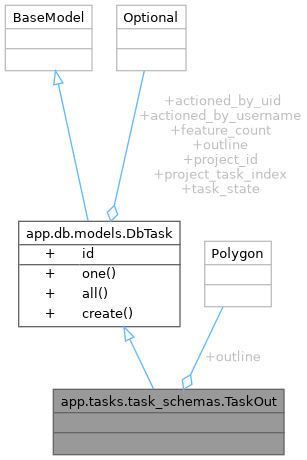 BaseModel
Optional
+actioned_by_uid
+actioned_by_username
+feature_count
+outline
+project_id
+project_task_index
+task_state
app.db.models.DbTask
+ id
+ one()
+ all()
+ create()
Polygon
+outline
app.tasks.task_schemas.TaskOut